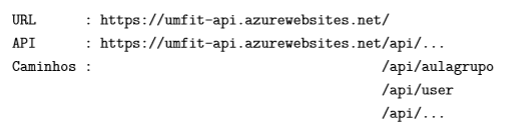 URL : https://umfit-api.azurewebsites.net/
API : https://umfit-api.azurewebsites.net/api/...
Caminhos : /api/aulagrupo
/api/user
/api/...